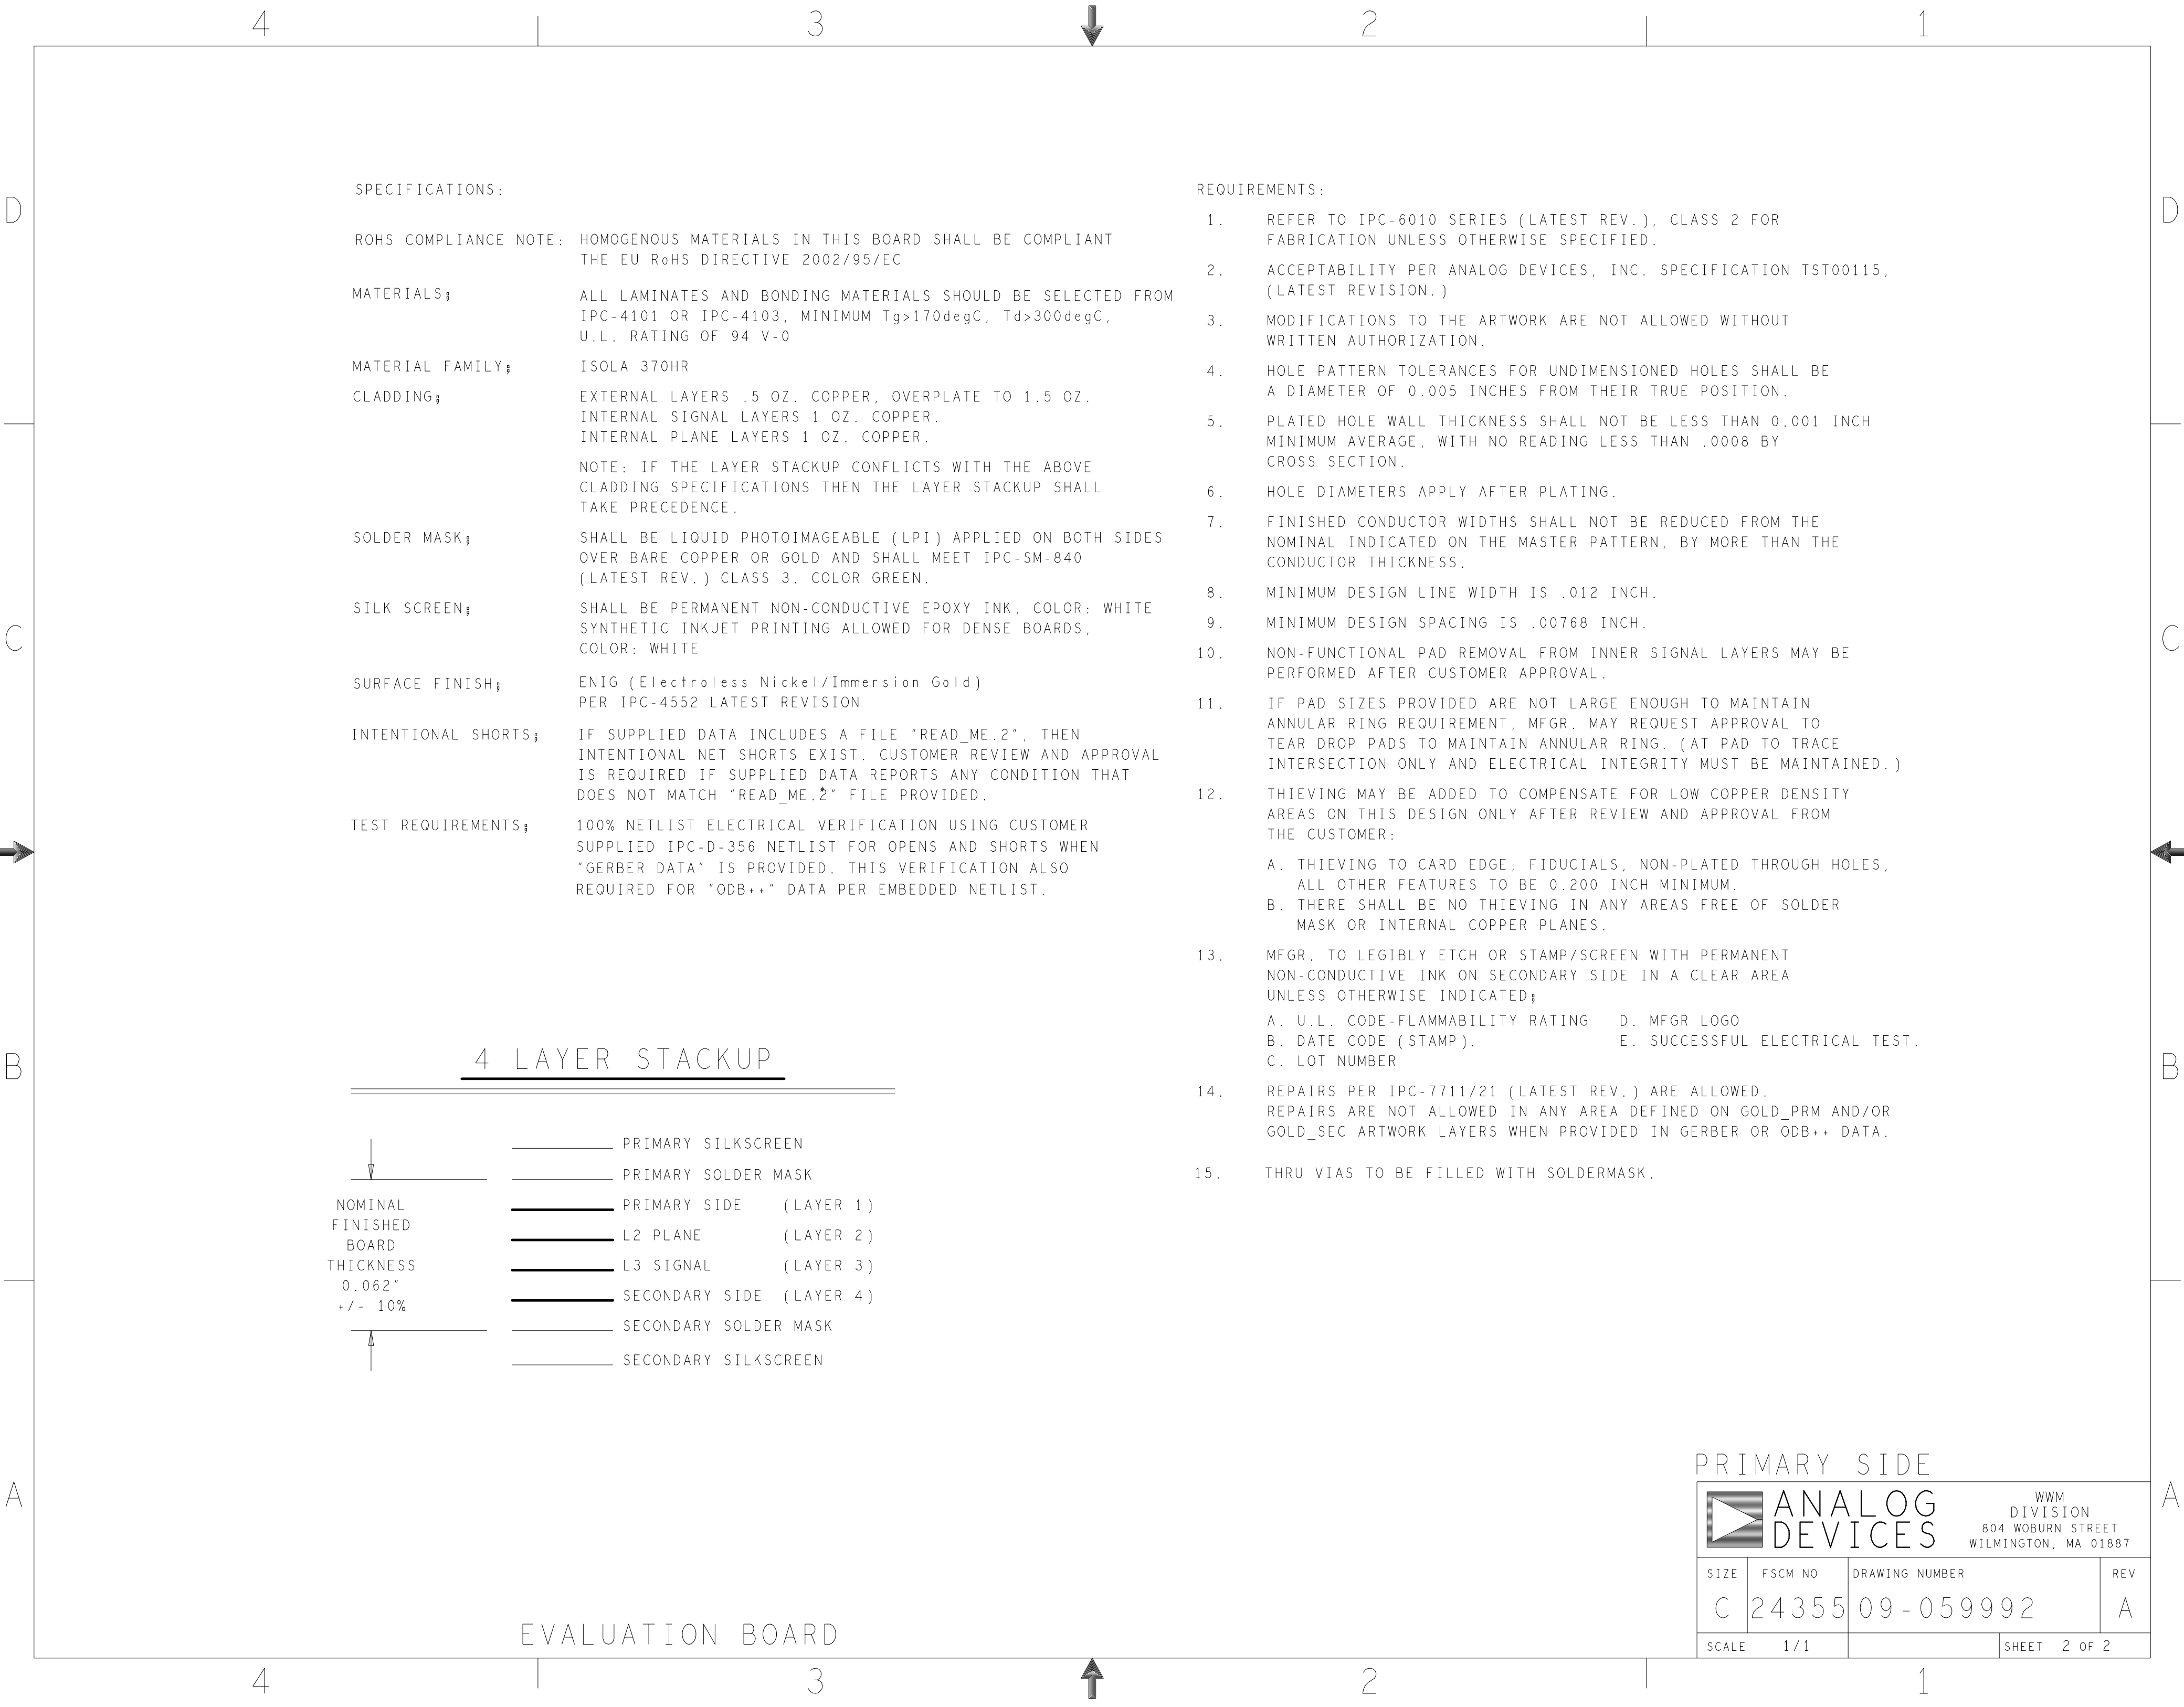 4 3 2 1
D D
C C
B B
A A
SPECIFICATIONS:
ROHS COMPLIANCE NOTE: HOMOGENOUS MATERIALS IN THIS BOARD SHALL BE COMPLIANT
THE EU RoHS DIRECTIVE 2002/95/EC
MATERIALS; ALL LAMINATES AND BONDING MATERIALS SHOULD BE SELECTED FROM
IPC-4101 OR IPC-4103, MINIMUM Tg>170degC, Td>300degC,
U.L. RATING OF 94 V-0
MATERIAL FAMILY; ISOLA 370HR
CLADDING; EXTERNAL LAYERS .5 OZ. COPPER, OVERPLATE TO 1.5 OZ.
INTERNAL SIGNAL LAYERS 1 OZ. COPPER.
INTERNAL PLANE LAYERS 1 OZ. COPPER.
NOTE: IF THE LAYER STACKUP CONFLICTS WITH THE ABOVE
CLADDING SPECIFICATIONS THEN THE LAYER STACKUP SHALL
TAKE PRECEDENCE.
SOLDER MASK; SHALL BE LIQUID PHOTOIMAGEABLE (LPI) APPLIED ON BOTH SIDES
OVER BARE COPPER OR GOLD AND SHALL MEET IPC-SM-840
(LATEST REV.) CLASS 3. COLOR GREEN.
SILK SCREEN; SHALL BE PERMANENT NON-CONDUCTIVE EPOXY INK, COLOR: WHITE
SYNTHETIC INKJET PRINTING ALLOWED FOR DENSE BOARDS,
COLOR: WHITE
SURFACE FINISH; ENIG (Electroless Nickel/Immersion Gold)
PER IPC-4552 LATEST REVISION
INTENTIONAL SHORTS; IF SUPPLIED DATA INCLUDES A FILE "READ_ME.2", THEN
INTENTIONAL NET SHORTS EXIST. CUSTOMER REVIEW AND APPROVAL
IS REQUIRED IF SUPPLIED DATA REPORTS ANY CONDITION THAT
DOES NOT MATCH "READ_ME.2" FILE PROVIDED.
TEST REQUIREMENTS; 100% NETLIST ELECTRICAL VERIFICATION USING CUSTOMER
SUPPLIED IPC-D-356 NETLIST FOR OPENS AND SHORTS WHEN
"GERBER DATA" IS PROVIDED. THIS VERIFICATION ALSO
REQUIRED FOR "ODB++" DATA PER EMBEDDED NETLIST.
4 LAYER STACKUP
PRIMARY SILKSCREEN
PRIMARY SOLDER MASK
PRIMARY SIDE (LAYER 1)
L2 PLANE (LAYER 2)
L3 SIGNAL (LAYER 3)
SECONDARY SIDE (LAYER 4)
SECONDARY SOLDER MASK
SECONDARY SILKSCREEN
NOMINAL
FINISHED
BOARD
THICKNESS
0.062"
+/- 10%
REQUIREMENTS:
1. REFER TO IPC-6010 SERIES (LATEST REV.), CLASS 2 FOR
FABRICATION UNLESS OTHERWISE SPECIFIED.
2. ACCEPTABILITY PER ANALOG DEVICES, INC. SPECIFICATION TST00115,
(LATEST REVISION.)
3. MODIFICATIONS TO THE ARTWORK ARE NOT ALLOWED WITHOUT
WRITTEN AUTHORIZATION.
4. HOLE PATTERN TOLERANCES FOR UNDIMENSIONED HOLES SHALL BE
A DIAMETER OF 0.005 INCHES FROM THEIR TRUE POSITION.
5. PLATED HOLE WALL THICKNESS SHALL NOT BE LESS THAN 0.001 INCH
MINIMUM AVERAGE, WITH NO READING LESS THAN .0008 BY
CROSS SECTION.
6. HOLE DIAMETERS APPLY AFTER PLATING.
7. FINISHED CONDUCTOR WIDTHS SHALL NOT BE REDUCED FROM THE
NOMINAL INDICATED ON THE MASTER PATTERN, BY MORE THAN THE
CONDUCTOR THICKNESS.
8. MINIMUM DESIGN LINE WIDTH IS .012 INCH.
9. MINIMUM DESIGN SPACING IS .00768 INCH.
10. NON-FUNCTIONAL PAD REMOVAL FROM INNER SIGNAL LAYERS MAY BE
PERFORMED AFTER CUSTOMER APPROVAL.
11. IF PAD SIZES PROVIDED ARE NOT LARGE ENOUGH TO MAINTAIN
ANNULAR RING REQUIREMENT, MFGR. MAY REQUEST APPROVAL TO
TEAR DROP PADS TO MAINTAIN ANNULAR RING. (AT PAD TO TRACE
INTERSECTION ONLY AND ELECTRICAL INTEGRITY MUST BE MAINTAINED.)
12. THIEVING MAY BE ADDED TO COMPENSATE FOR LOW COPPER DENSITY
AREAS ON THIS DESIGN ONLY AFTER REVIEW AND APPROVAL FROM
THE CUSTOMER:
A. THIEVING TO CARD EDGE, FIDUCIALS, NON-PLATED THROUGH HOLES,
ALL OTHER FEATURES TO BE 0.200 INCH MINIMUM.
B. THERE SHALL BE NO THIEVING IN ANY AREAS FREE OF SOLDER
MASK OR INTERNAL COPPER PLANES.
13. MFGR. TO LEGIBLY ETCH OR STAMP/SCREEN WITH PERMANENT
NON-CONDUCTIVE INK ON SECONDARY SIDE IN A CLEAR AREA
UNLESS OTHERWISE INDICATED;
A. U.L. CODE-FLAMMABILITY RATING D. MFGR LOGO
B. DATE CODE (STAMP). E. SUCCESSFUL ELECTRICAL TEST.
C. LOT NUMBER
14. REPAIRS PER IPC-7711/21 (LATEST REV.) ARE ALLOWED.
REPAIRS ARE NOT ALLOWED IN ANY AREA DEFINED ON GOLD_PRM AND/OR
GOLD_SEC ARTWORK LAYERS WHEN PROVIDED IN GERBER OR ODB++ DATA.
15. THRU VIAS TO BE FILLED WITH SOLDERMASK.
PRIMARY SIDE
ANALOG
DEVICES
WWM
DIVISION
804 WOBURN STREET
WILMINGTON, MA 01887
SIZE FSCM NO DRAWING NUMBER REV
C 24355 09-059992 A
SCALE 1/1 SHEET 2 OF 2
EVALUATION BOARD
4 3 2 1